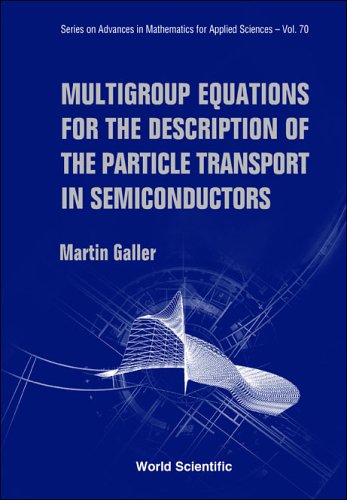 Series on Advances in Mathematics for Applied Sciences – Vol. 70
MULTIGROUP EQUATIONS
FOR THE DESCRIPTION OF
THE PARTICLE TRANSPORT
IN SEMICONDUCTORS
Martin Galler
World Scientific